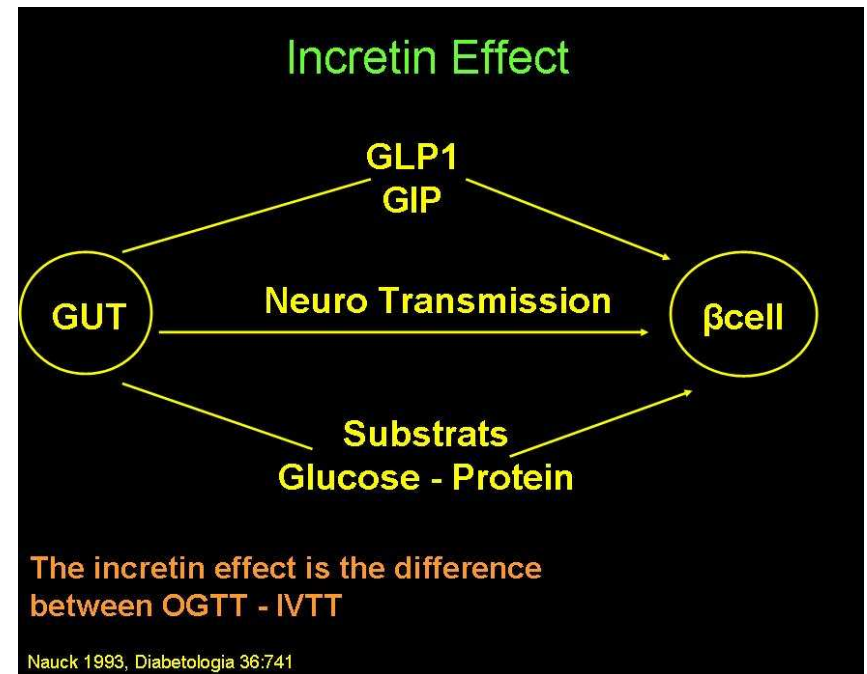 Incretin Effect
GLP1
GIP
Neuro Transmission
GUT
βcell
Substrats
Glucose - Protein
The incretin effect is the difference
between OGTT - IVTT
Nauck 1993, Diabetologia 36:741